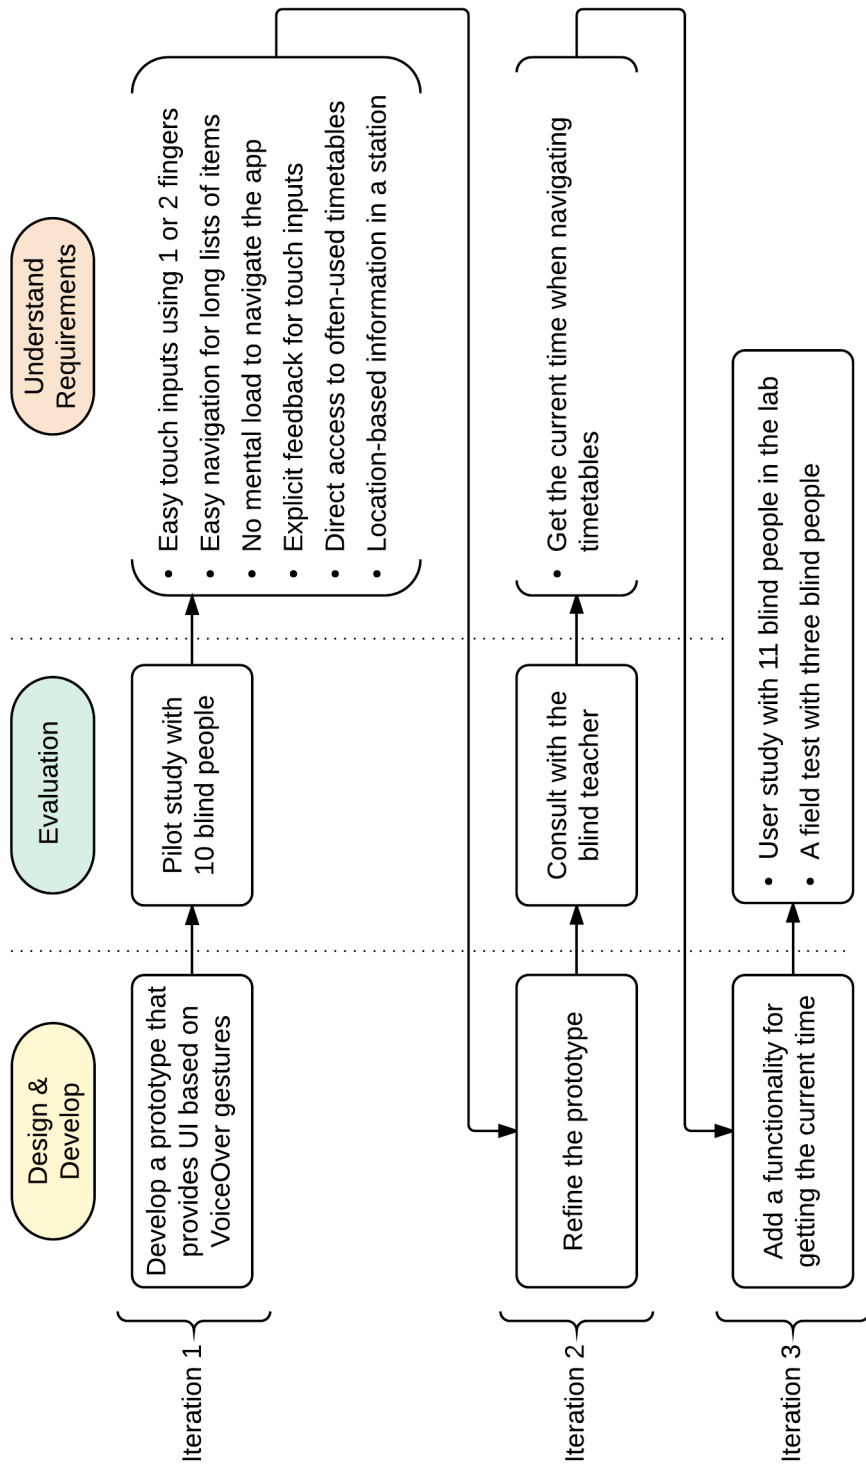 Design &
Develop
Evaluation
Understand
Requirements
Iteration 1
Develop a prototype that
provides UI based on
VoiceOver gestures
Pilot study with
10 blind people
• Easy touch inputs using 1 or 2 fingers
• Easy navigation for long lists of items
• No mental load to navigate the app
• Explicit feedback for touch inputs
• Direct access to often-used timetables
• Location-based information in a station
Iteration 2
Refine the prototype
Consult with the
blind teacher
• Get the current time when navigating
timetables
Iteration 3
Add a functionality for
getting the current time
• User study with 11 blind people in the lab
• A field test with three blind people